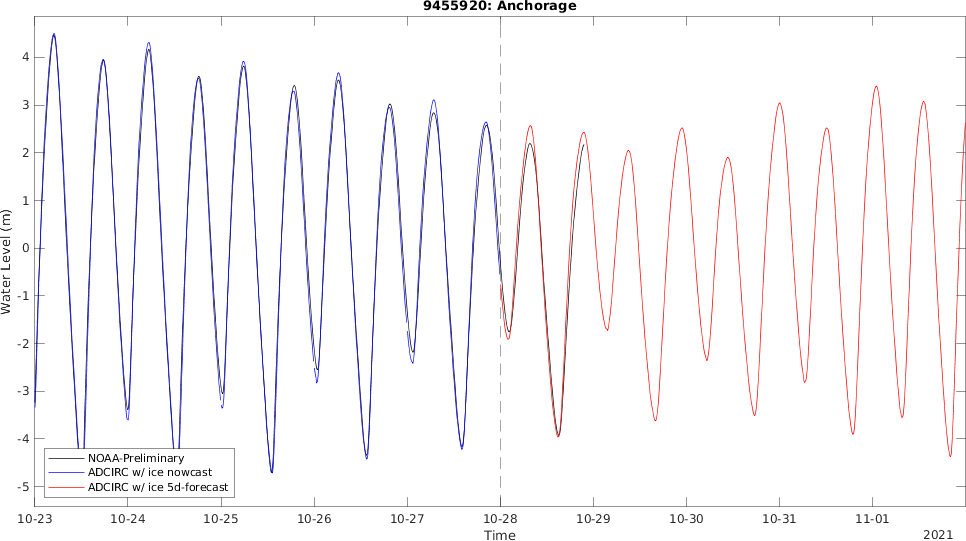 9455920: Anchorage
4
3
2
1
0
-1
-2
-3
-4
-5
Water Level (m)
NOAA-Preliminary
ADCIRC w/ ice nowcast
ADCIRC w/ ice 5d-forecast
10-23 10-24 10-25 10-26 10-27 10-28 10-29 10-30 10-31 11-01
Time
2021